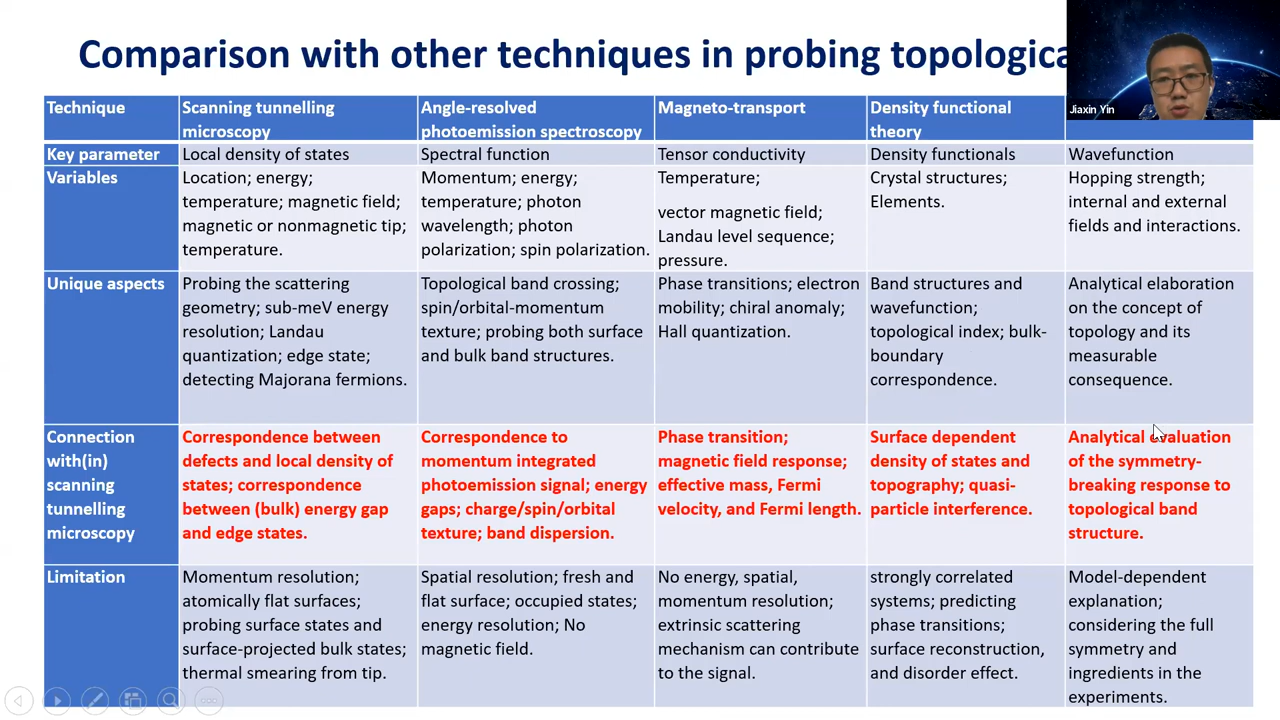 Comparison with other techniques in probing topologica
Jiaxin Yin
Technique
Scanning tunnelling
microscopy
Angle-resolved
photoemission spectroscopy
Magneto-transport
Density functional
theory
Key parameter
Local density of states
Spectral function
Tensor conductivity
Density functionals
Wavefunction
Variables
Location; energy;
temperature; magnetic field;
magnetic or nonmagnetic tip;
temperature.
Momentum; energy;
temperature; photon
wavelength; photon
polarization; spin polarization.
Temperature;
vector magnetic field;
Landau level sequence;
pressure.
Crystal structures;
Elements.
Hopping strength;
internal and external
fields and interactions.
Unique aspects
Probing the scattering
geometry; sub-meV energy
resolution; Landau
quantization; edge state;
detecting Majorana fermions.
Topological band crossing;
spin/orbital-momentum
texture; probing both surface
and bulk band structures.
Phase transitions; electron
mobility; chiral anomaly;
Hall quantization.
Band structures and
wavefunction;
topological index; bulk-
boundary
correspondence.
Analytical elaboration
on the concept of
topology and its
measurable
consequence.
Connection
with(in)
scanning
tunnelling
microscopy
Correspondence between
defects and local density of
states; correspondence
between (bulk) energy gap
and edge states.
Correspondence to
momentum integrated
photoemission signal; energy
gaps; charge/spin/orbital
texture; band dispersion.
Phase transition;
magnetic field response;
effective mass, Fermi
velocity, and Fermi length.
Surface dependent
density of states and
topography; quasi-
particle interference.
Analytical evaluation
of the symmetry-
breaking response to
topological band
structure.
Limitation
Momentum resolution;
atomically flat surfaces;
probing surface states and
surface-projected bulk states;
thermal smearing from tip.
Spatial resolution; fresh and
flat surface; occupied states;
energy resolution; No
magnetic field.
No energy, spatial,
momentum resolution;
extrinsic scattering
mechanism can contribute
to the signal.
strongly correlated
systems; predicting
phase transitions;
surface reconstruction,
and disorder effect.
Model-dependent
explanation;
considering the full
symmetry and
ingredients in the
experiments.